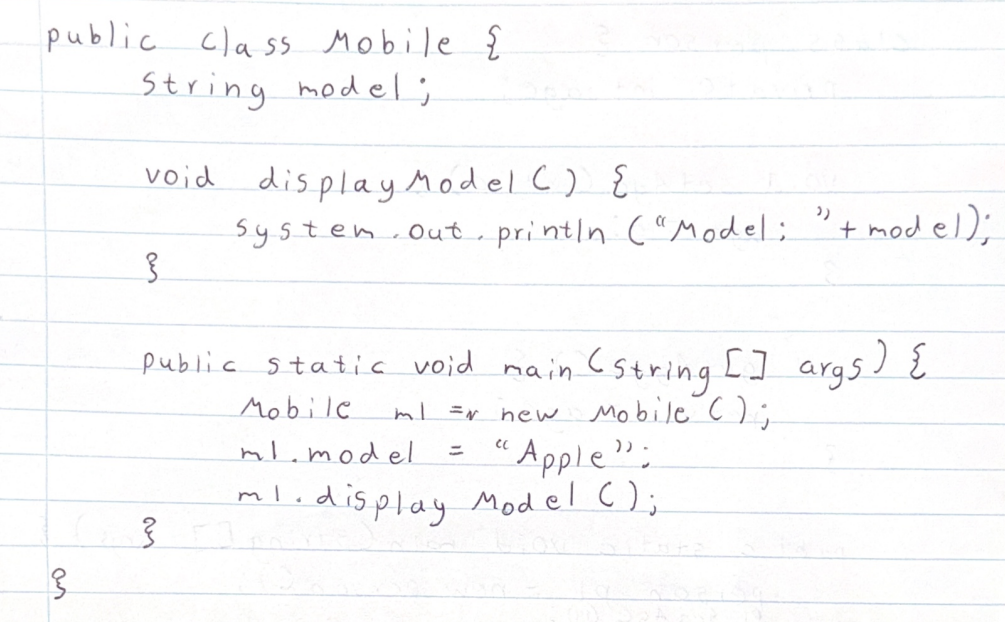 public class Mobile {
String model;
void displayModel() {
system.out.println ("Model: "+ model);
}
public static void main (String [] args) {
Mobile m1 = new Mobile ();
m1.model = "Apple";
m1.display Model ();
}
}